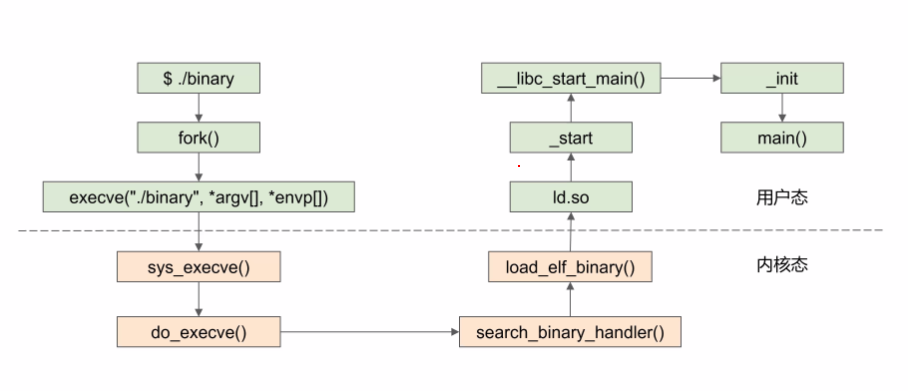 $ ./binary
fork()
execve("./binary", *argv[], *envp[])
sys_execve()
do_execve()
search_binary_handler()
load_elf_binary()
ld.so
_start
__libc_start_main()
_init
main()
用户态
内核态